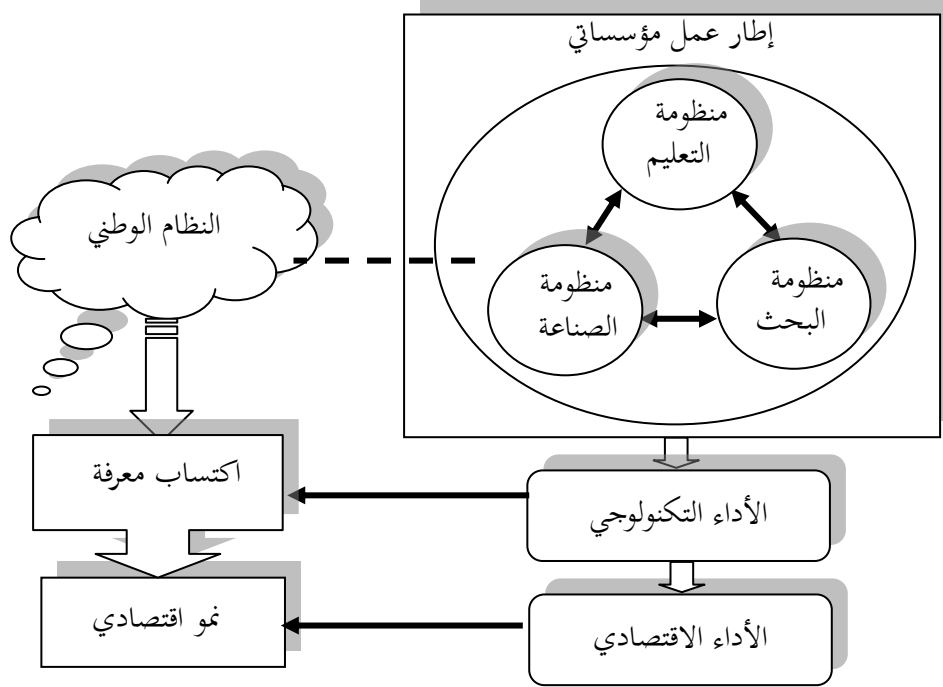 إطار عمل مؤسساتي
منظومة
التعليم
النظام الوطني
منظومة
البحث
منظومة
الصناعة
اكتساب معرفة
الأداء التكنولوجي
نمو اقتصادي
الأداء الاقتصادي